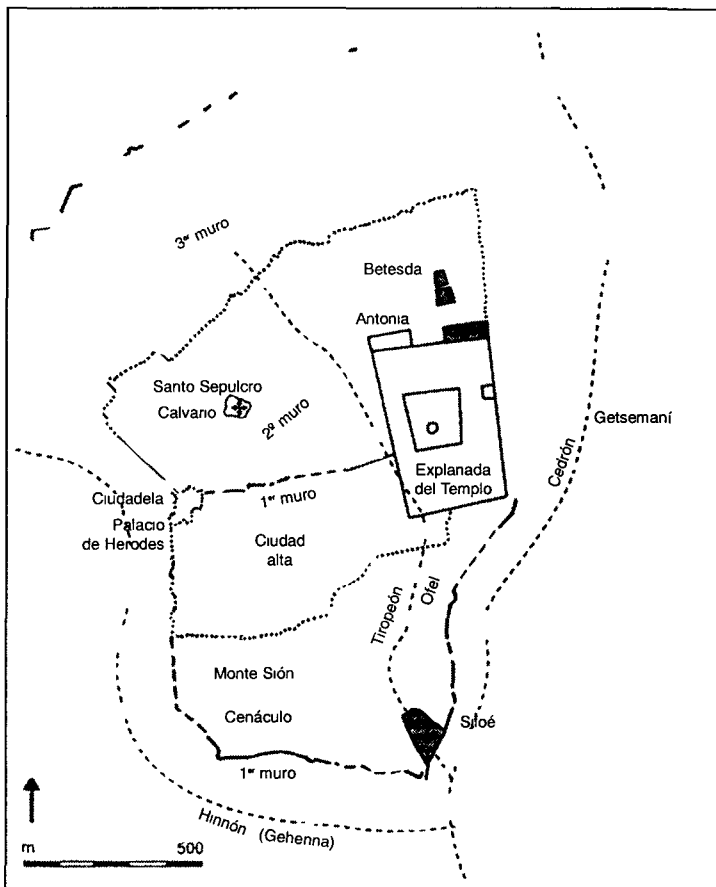 3er muro
Betesda
Antonia
Santo Sepulcro
Calvario
2º muro
Getsemaní
Cedrón
Explanada
del Templo
1er muro
Ciudadela
Palacio
de Herodes
Ciudad
alta
Tiropeón
Ofel
Monte Sión
Cenáculo
Siloé
1er muro
Hinnón (Gehenna)
m 500